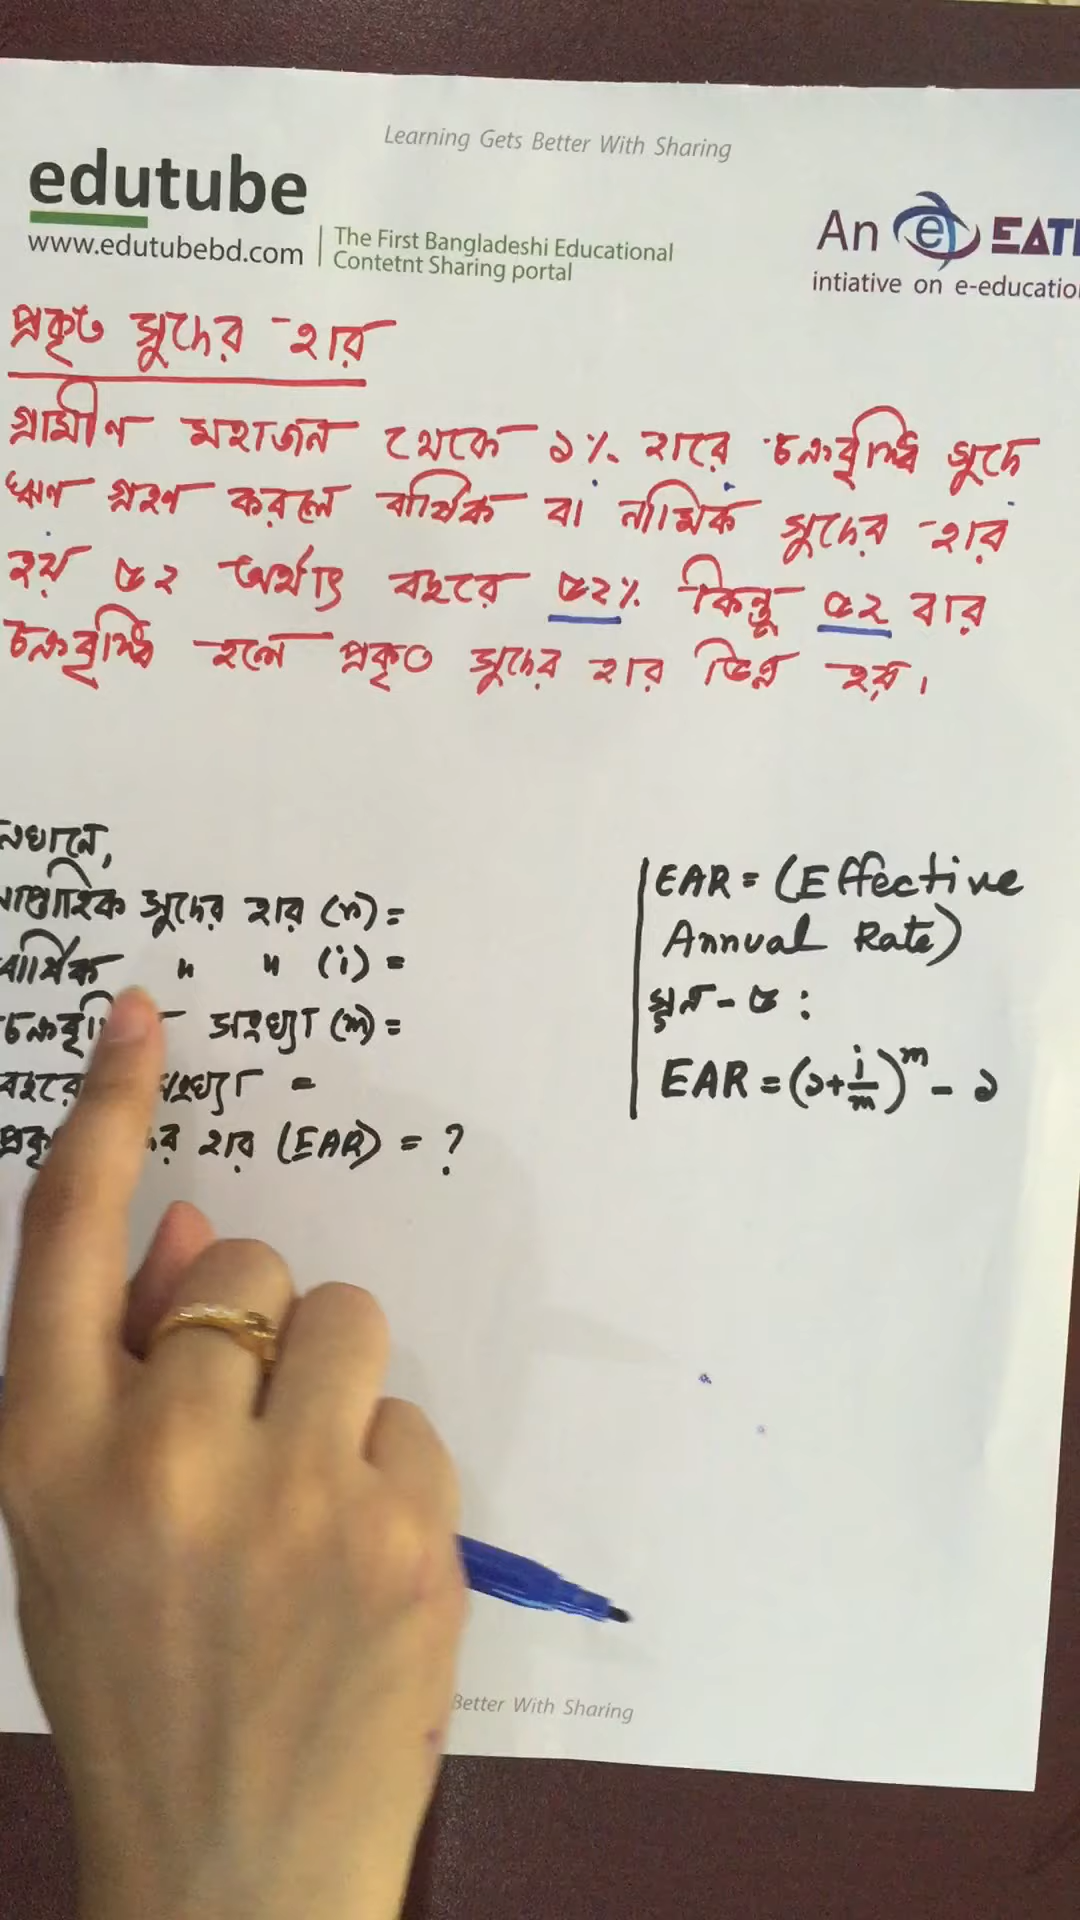 Learning Gets Better With Sharing
edutube
www.edutubebd.com
The First Bangladeshi Educational
Contetnt Sharing portal
An e EATL
intiative on e-education
প্রকৃত সুদের হার
গ্রামীণ মহাজন থেকে ১% হারে চক্রবৃদ্ধি সুদে
ঋণ গ্রহণ করলে বার্ষিক বা নামিক সুদের হার
হয় ৫২ অর্থাৎ বছরে ৫২% কিন্তু ৫২ বার
চক্রবৃদ্ধি হলে প্রকৃত সুদের হার ভিন্ন হয়।
এখানে,
সাপ্তাহিক সুদের হার (n) =
বার্ষিক " " (i) =
সংখ্যা (m) =
বছরে সংখ্যা =
হার (EAR) = ?
EAR = (Effective
Annual Rate)
সূত্র - ৫ :
EAR = (১+i/m)^m - ১
Better With Sharing